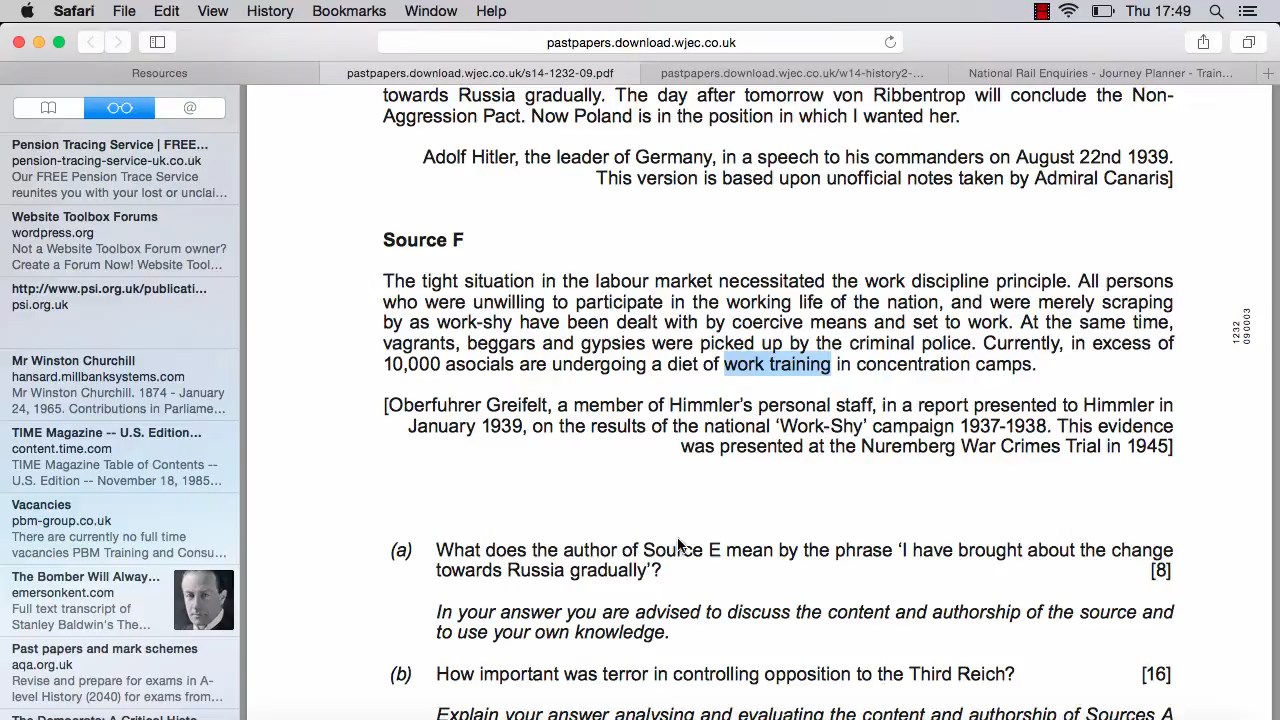 Safari File Edit View History Bookmarks Window Help Thu 17:49
pastpapers.download.wjec.co.uk
Resources
pastpapers.download.wjec.co.uk/s14-1232-09.pdf
pastpapers.download.wjec.co.uk/w14-history2-...
National Rail Enquiries - Journey Planner - Train...
Pension Tracing Service | FREE...
pension-tracing-service-uk.co.uk
Our FREE Pension Trace Service
reunites you with your lost or unclai...
Website Toolbox Forums
wordpress.org
Not a Website Toolbox Forum owner?
Create a Forum Now! Website Tool...
http://www.psi.org.uk/publicati...
psi.org.uk
Mr Winston Churchill
hansard.millbanksystems.com
Mr Winston Churchill. 1874 - January
24, 1965. Contributions in Parliame...
TIME Magazine -- U.S. Edition...
content.time.com
TIME Magazine Table of Contents --
U.S. Edition -- November 18, 1985...
Vacancies
pbm-group.co.uk
There are currently no full time
vacancies PBM Training and Consu...
The Bomber Will Alway...
emersonkent.com
Full text transcript of
Stanley Baldwin's The...
Past papers and mark schemes
aqa.org.uk
Revise and prepare for exams in A-
level History (2040) for exams from...
towards Russia gradually. The day after tomorrow von Ribbentrop will conclude the Non-
Aggression Pact. Now Poland is in the position in which I wanted her.
Adolf Hitler, the leader of Germany, in a speech to his commanders on August 22nd 1939.
This version is based upon unofficial notes taken by Admiral Canaris]
Source F
The tight situation in the labour market necessitated the work discipline principle. All persons
who were unwilling to participate in the working life of the nation, and were merely scraping
by as work-shy have been dealt with by coercive means and set to work. At the same time,
vagrants, beggars and gypsies were picked up by the criminal police. Currently, in excess of
10,000 asocials are undergoing a diet of work training in concentration camps.
[Oberfuhrer Greifelt, a member of Himmler's personal staff, in a report presented to Himmler in
January 1939, on the results of the national 'Work-Shy' campaign 1937-1938. This evidence
was presented at the Nuremberg War Crimes Trial in 1945]
1232
090003
(a) What does the author of Source E mean by the phrase 'I have brought about the change
towards Russia gradually'? [8]
In your answer you are advised to discuss the content and authorship of the source and
to use your own knowledge.
(b) How important was terror in controlling opposition to the Third Reich? [16]
Explain your answer analysing and evaluating the content and authorship of Sources A